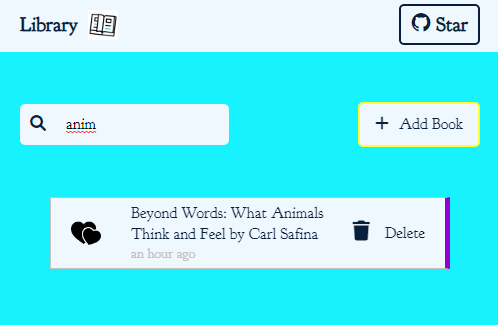 Library
Star
anim
Add Book
Beyond Words: What Animals
Think and Feel by Carl Safina
an hour ago
Delete